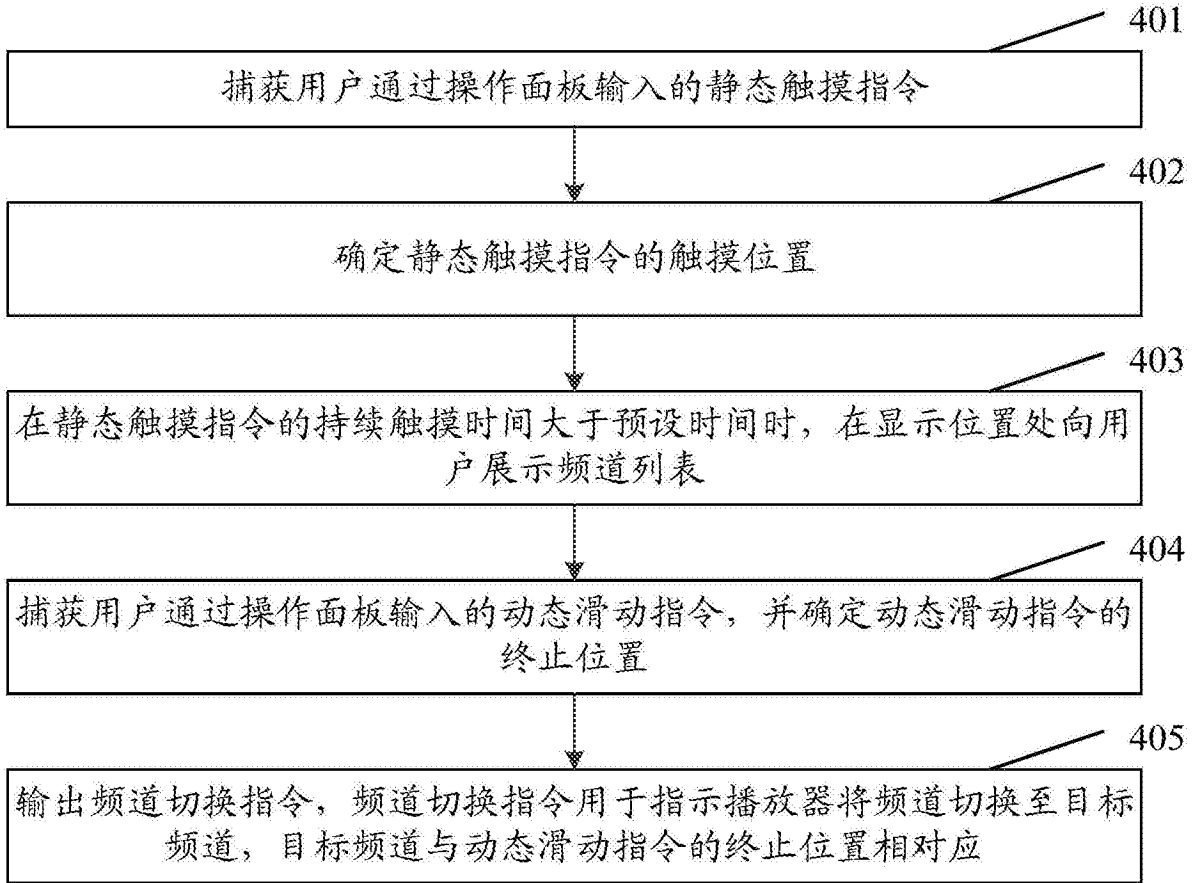 401
捕获用户通过操作面板输入的静态触摸指令
402
确定静态触摸指令的触摸位置
403
在静态触摸指令的持续触摸时间大于预设时间时，在显示位置处向用
户展示频道列表
404
捕获用户通过操作面板输入的动态滑动指令，并确定动态滑动指令的
终止位置
405
输出频道切换指令，频道切换指令用于指示播放器将频道切换至目标
频道，目标频道与动态滑动指令的终止位置相对应